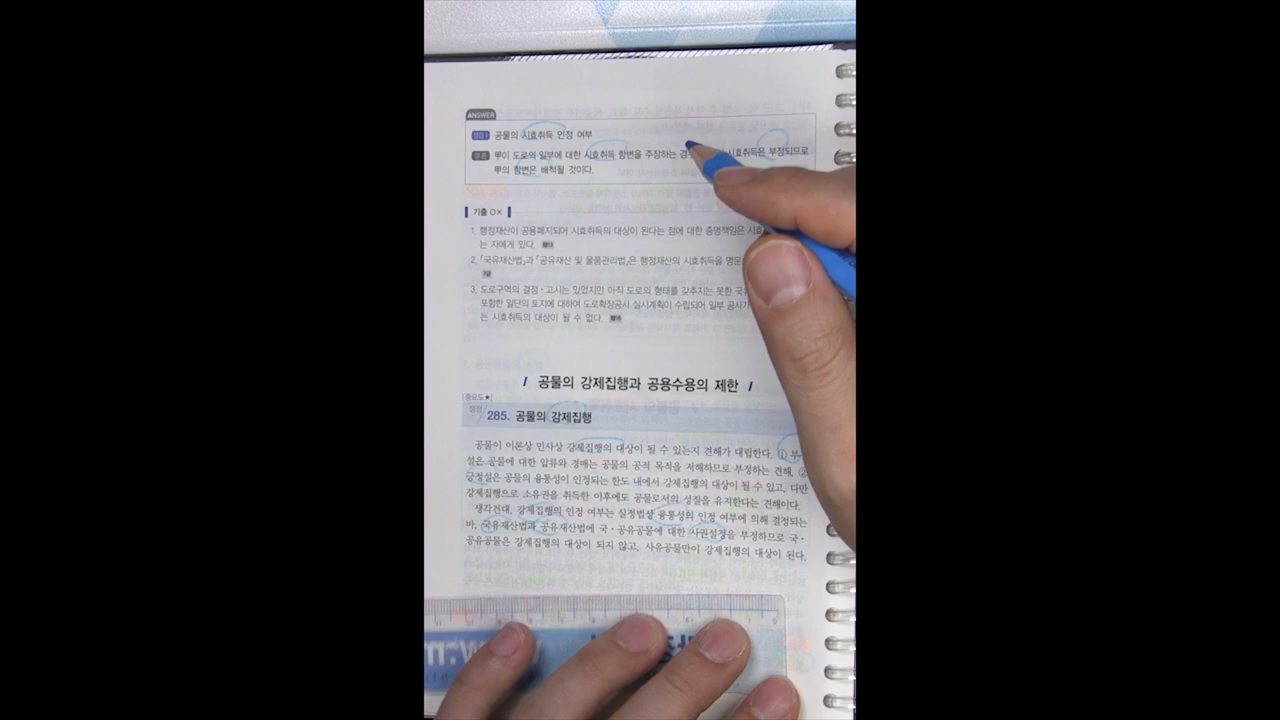 ANSWER
쟁점 1 공물의 시효취득 인정 여부
결론 甲이 도로의 일부에 대한 시효취득 항변을 주장하는 경 시효취득은 부정되므로
甲의 항변은 배척될 것이다.
기출 OX
1. 행정재산이 공용폐지되어 시효취득의 대상이 된다는 점에 대한 증명책임은 시효
는 자에게 있다.
2. 「국유재산법」과 「공유재산 및 물품관리법」은 행정재산의 시효취득을 명문
3. 도로구역의 결정·고시는 있었지만 아직 도로의 형태를 갖추지는 못한 국유
포함한 일단의 토지에 대하여 도로확장공사 실시계획이 수립되어 일부 공사가
는 시효취득의 대상이 될 수 없다.
/ 공물의 강제집행과 공용수용의 제한 /
[중요도★]
쟁점 285. 공물의 강제집행
공물이 이론상 민사상 강제집행의 대상이 될 수 있는지 견해가 대립한다. ① 부정
설은 공물에 대한 압류와 경매는 공물의 공적 목적을 저해하므로 부정하는 견해, ②
긍정설은 공물의 융통성이 인정되는 한도 내에서 강제집행의 대상이 될 수 있고, 다만
강제집행으로 소유권을 취득한 이후에도 공물로서의 성질을 유지한다는 견해이다.
생각건대, 강제집행의 인정 여부는 실정법상 융통성의 인정 여부에 의해 결정되는
바, 국유재산법과 공유재산법에 국·공유공물에 대한 사권설정을 부정하므로 국·
공유공물은 강제집행의 대상이 되지 않고, 사유공물만이 강제집행의 대상이 된다.